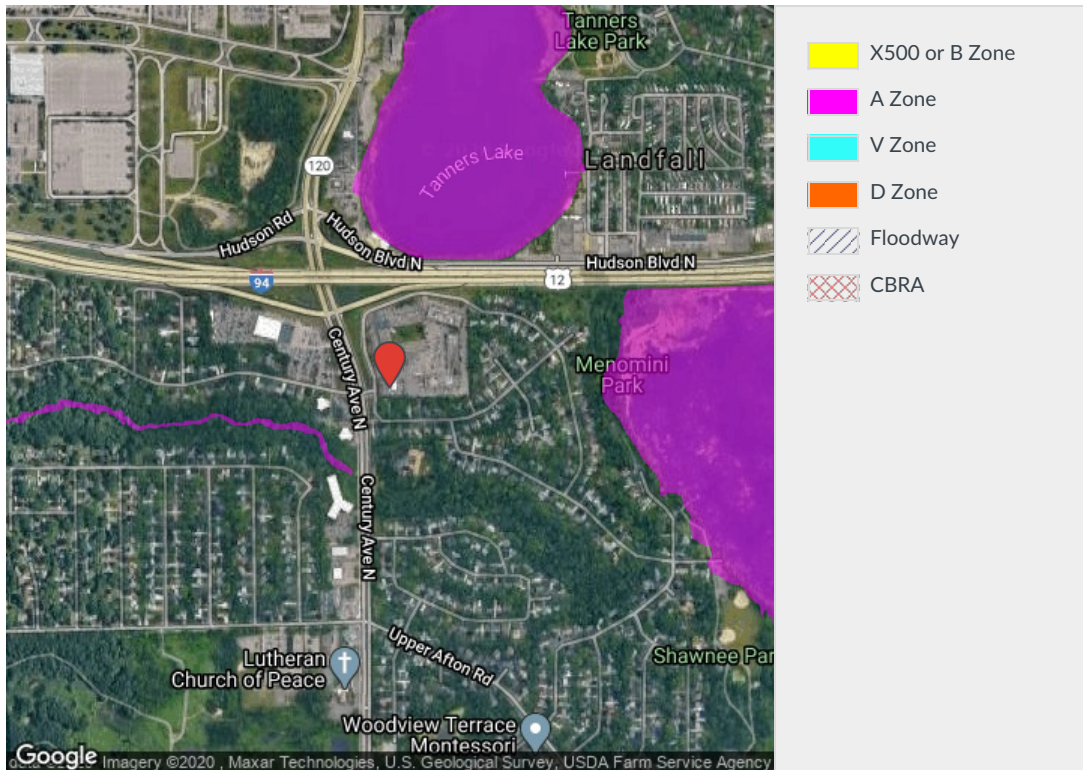 Tanners
Lake Park
Tanners Lake
Landfall
120
Hudson Rd
Hudson Blvd N
Hudson Blvd N
94
12
Century Ave N
Menomini
Park
Century Ave N
Upper Afton Rd
Lutheran
Church of Peace
Shawnee Par
Woodview Terrace
Montessori
Google
Imagery ©2020 , Maxar Technologies, U.S. Geological Survey, USDA Farm Service Agency
X500 or B Zone
A Zone
V Zone
D Zone
Floodway
CBRA